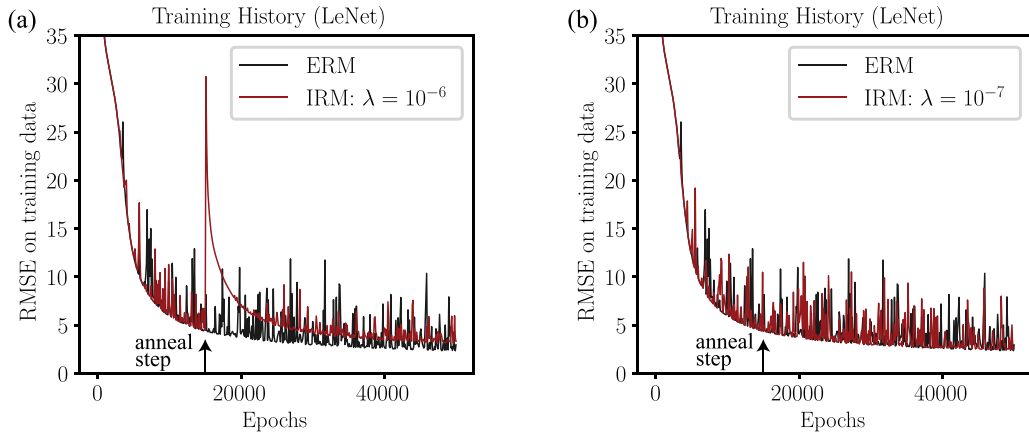 (a)
Training History (LeNet)
RMSE on training data
35
30
25
20
15
10
5
0
ERM
IRM: λ = 10⁻⁶
anneal
step
0
20000
40000
Epochs
(b)
Training History (LeNet)
RMSE on training data
35
30
25
20
15
10
5
0
ERM
IRM: λ = 10⁻⁷
anneal
step
0
20000
40000
Epochs